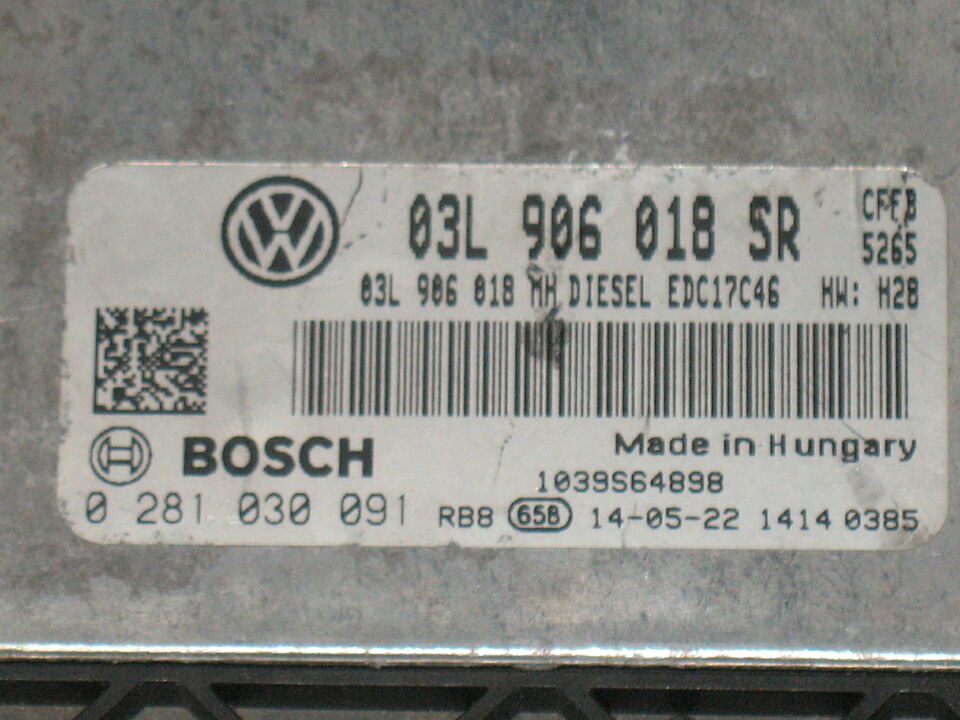 03L 906 018 SR
CFFB
5265
03L 906 018 MH DIESEL EDC17C46 HW: H28
BOSCH
Made in Hungary
1039S64898
0 281 030 091 RB8 658 14-05-22 1414 0385